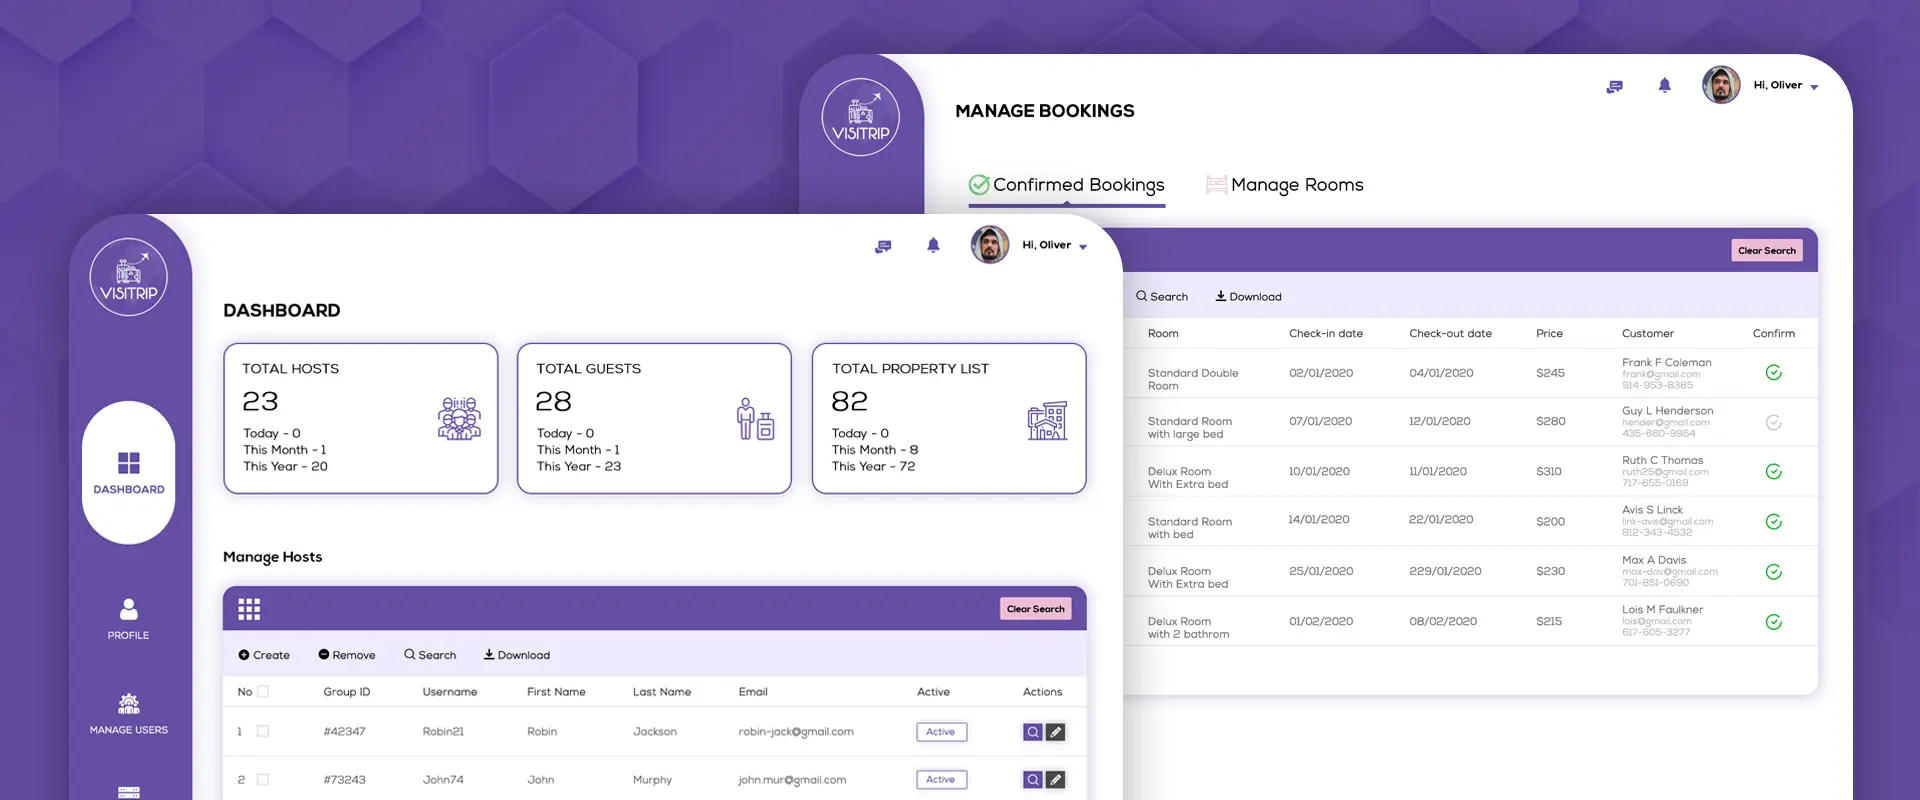 VISITRIP
Hi, Oliver
MANAGE BOOKINGS
Confirmed Bookings Manage Rooms
Clear Search
Search Download
Room Check-in date Check-out date Price Customer Confirm
Standard Double Room 02/01/2020 04/01/2020 $245 Frank F Coleman frank@gmail.com 914-953-8385
Standard Room with large bed 07/01/2020 12/01/2020 $280 Guy L Henderson hender@gmail.com 435-660-9954
Delux Room With Extra bed 10/01/2020 11/01/2020 $310 Ruth C Thomas ruth25@gmail.com 717-655-0169
Standard Room with bed 14/01/2020 22/01/2020 $200 Avis S Linck link-avis@gmail.com 812-343-4532
Delux Room With Extra bed 25/01/2020 229/01/2020 $230 Max A Davis max-dav@gmail.com 701-851-0690
Delux Room with 2 bathrom 01/02/2020 08/02/2020 $215 Lois M Faulkner lois@gmail.com 617-605-3277
VISITRIP
Hi, Oliver
DASHBOARD
PROFILE
MANAGE USERS
DASHBOARD
TOTAL HOSTS
23
Today - 0
This Month - 1
This Year - 20
TOTAL GUESTS
28
Today - 0
This Month - 1
This Year - 23
TOTAL PROPERTY LIST
82
Today - 0
This Month - 8
This Year - 72
Manage Hosts
Clear Search
Create Remove Search Download
No Group ID Username First Name Last Name Email Active Actions
1 #42347 Robin21 Robin Jackson robin-jack@gmail.com Active
2 #73243 John74 John Murphy john.mur@gmail.com Active